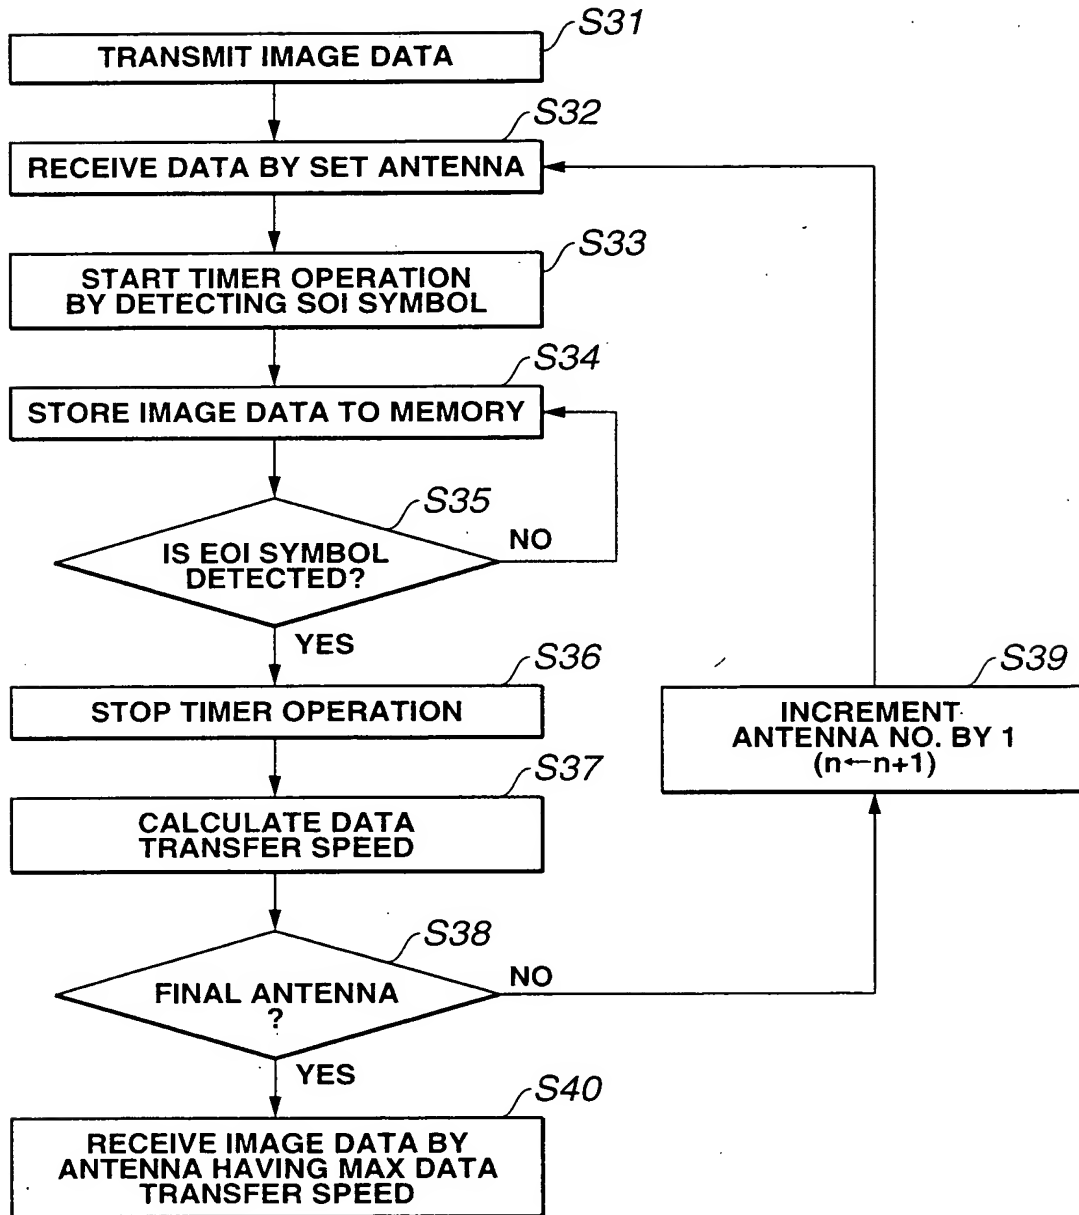 S31
TRANSMIT IMAGE DATA
S32
RECEIVE DATA BY SET ANTENNA
S33
START TIMER OPERATION
BY DETECTING SOI SYMBOL
S34
STORE IMAGE DATA TO MEMORY
S35
IS EOI SYMBOL
DETECTED?
NO
YES
S36
STOP TIMER OPERATION
S39
INCREMENT
ANTENNA NO. BY 1
(n←n+1)
S37
CALCULATE DATA
TRANSFER SPEED
S38
FINAL ANTENNA
?
NO
YES
S40
RECEIVE IMAGE DATA BY
ANTENNA HAVING MAX DATA
TRANSFER SPEED